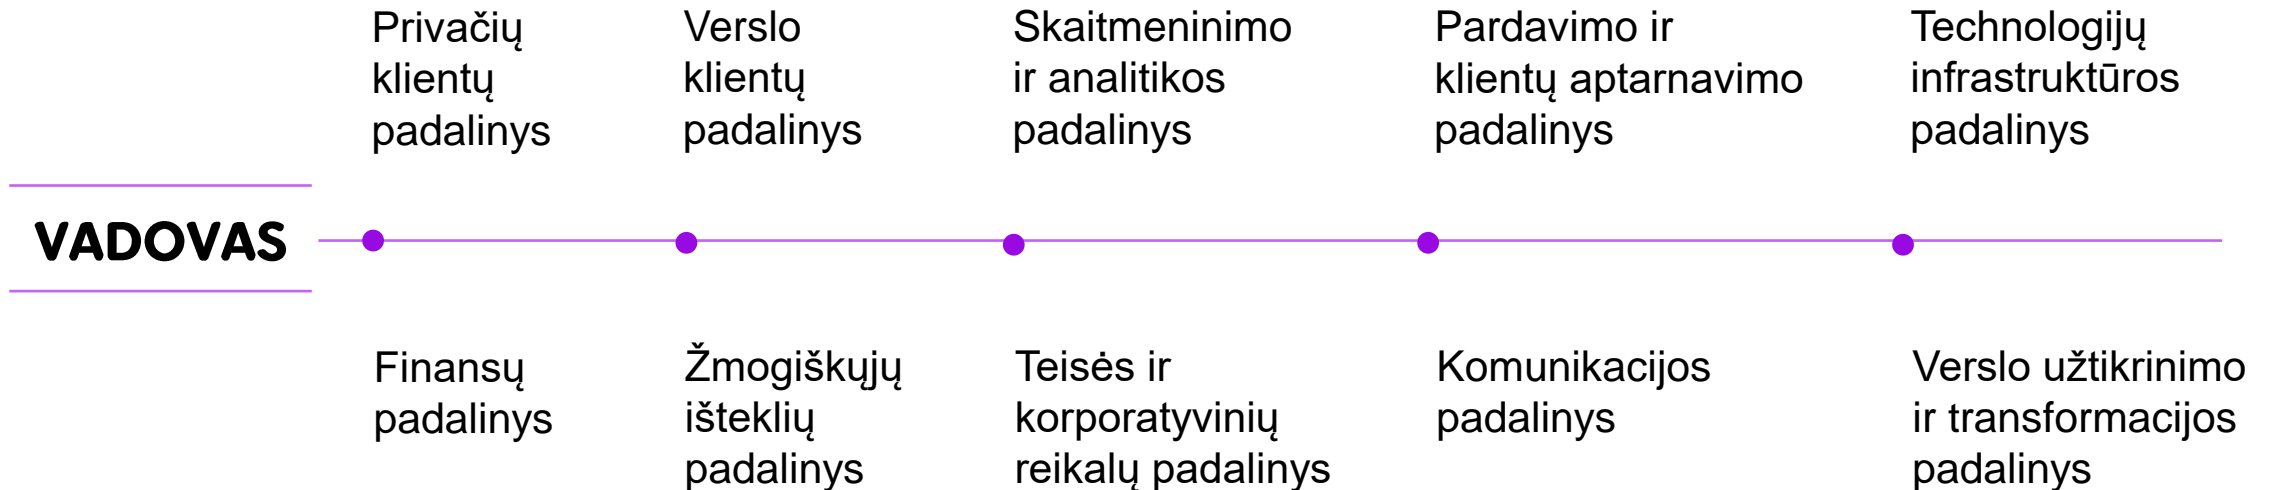 Privačių
klientų
padalinys
Verslo
klientų
padalinys
Skaitmeninimo
ir analitikos
padalinys
Pardavimo ir
klientų aptarnavimo
padalinys
Technologijų
infrastruktūros
padalinys
VADOVAS
Finansų
padalinys
Žmogiškųjų
išteklių
padalinys
Teisės ir
korporatyvinių
reikalų padalinys
Komunikacijos
padalinys
Verslo užtikrinimo
ir transformacijos
padalinys